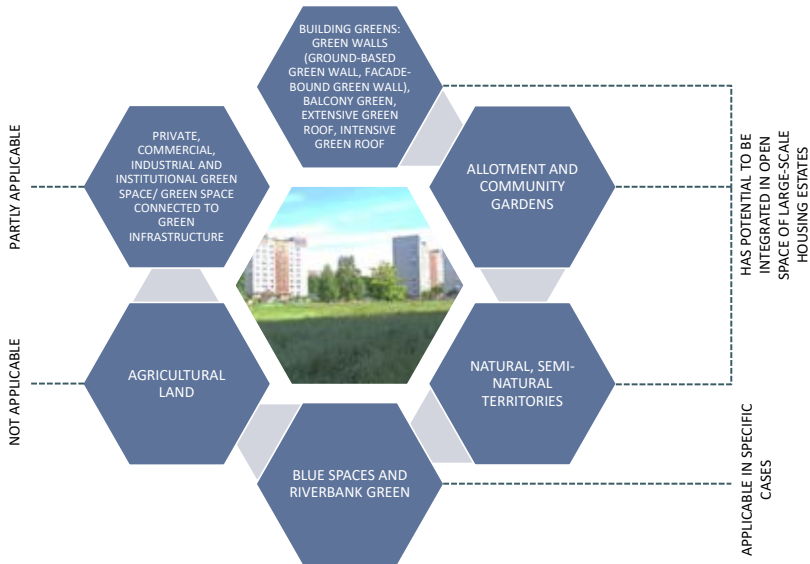 BUILDING GREENS:
GREEN WALLS
(GROUND-BASED
GREEN WALL, FACADE-
BOUND GREEN WALL),
BALCONY GREEN,
EXTENSIVE GREEN
ROOF, INTENSIVE
GREEN ROOF
PRIVATE,
COMMERCIAL,
INDUSTRIAL AND
INSTITUTIONAL GREEN
SPACE/ GREEN SPACE
CONNECTED TO
GREEN
INFRASTRUCTURE
ALLOTMENT AND
COMMUNITY
GARDENS
AGRICULTURAL
LAND
NATURAL, SEMI-
NATURAL
TERRITORIES
BLUE SPACES AND
RIVERBANK GREEN
PARTLY APPLICABLE
NOT APPLICABLE
HAS POTENTIAL TO BE
INTEGRATED IN OPEN
SPACE OF LARGE-SCALE
HOUSING ESTATES
APPLICABLE IN SPECIFIC
CASES